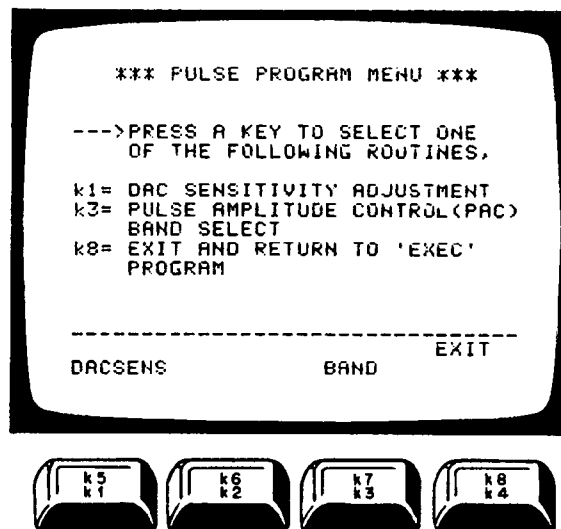 *** PULSE PROGRAM MENU ***
--->PRESS A KEY TO SELECT ONE
OF THE FOLLOWING ROUTINES.
k1= DAC SENSITIVITY ADJUSTMENT
k3= PULSE AMPLITUDE CONTROL(PAC)
BAND SELECT
k8= EXIT AND RETURN TO 'EXEC'
PROGRAM
--------------------------------
EXIT
DACSENS BAND
k5 k6 k7 k8
k1 k2 k3 k4